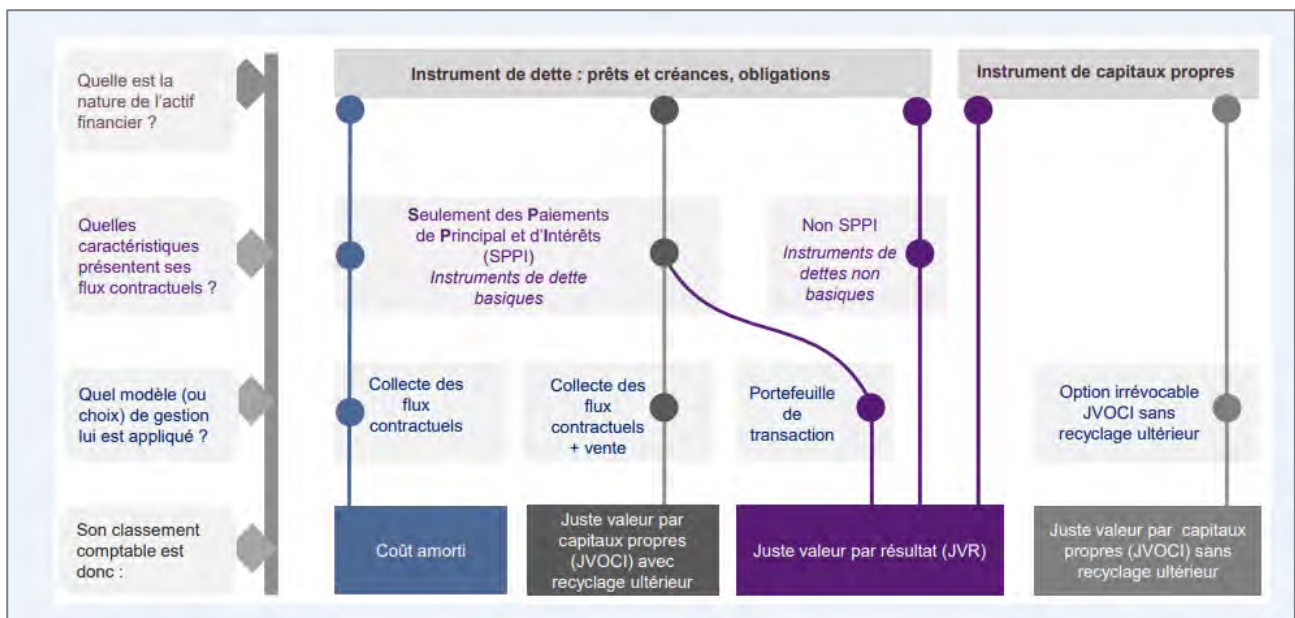 Quelle est la
nature de l'actif
financier ?
Instrument de dette : prêts et créances, obligations
Instrument de capitaux propres
Quelles
caractéristiques
présentent ses
flux contractuels ?
Seulement des Paiements
de Principal et d'Intérêts
(SPPI)
Instruments de dette
basiques
Non SPPI
Instruments de
dettes non
basiques
Quel modèle (ou
choix) de gestion
lui est appliqué ?
Collecte des
flux
contractuels
Collecte des
flux
contractuels
+ vente
Portefeuille
de
transaction
Option irrévocable
JVOCI sans
recyclage ultérieur
Son classement
comptable est
donc :
Coût amorti
Juste valeur par
capitaux propres
(JVOCI) avec
recyclage ultérieur
Juste valeur par résultat (JVR)
Juste valeur par capitaux
propres (JVOCI) sans
recyclage ultérieur